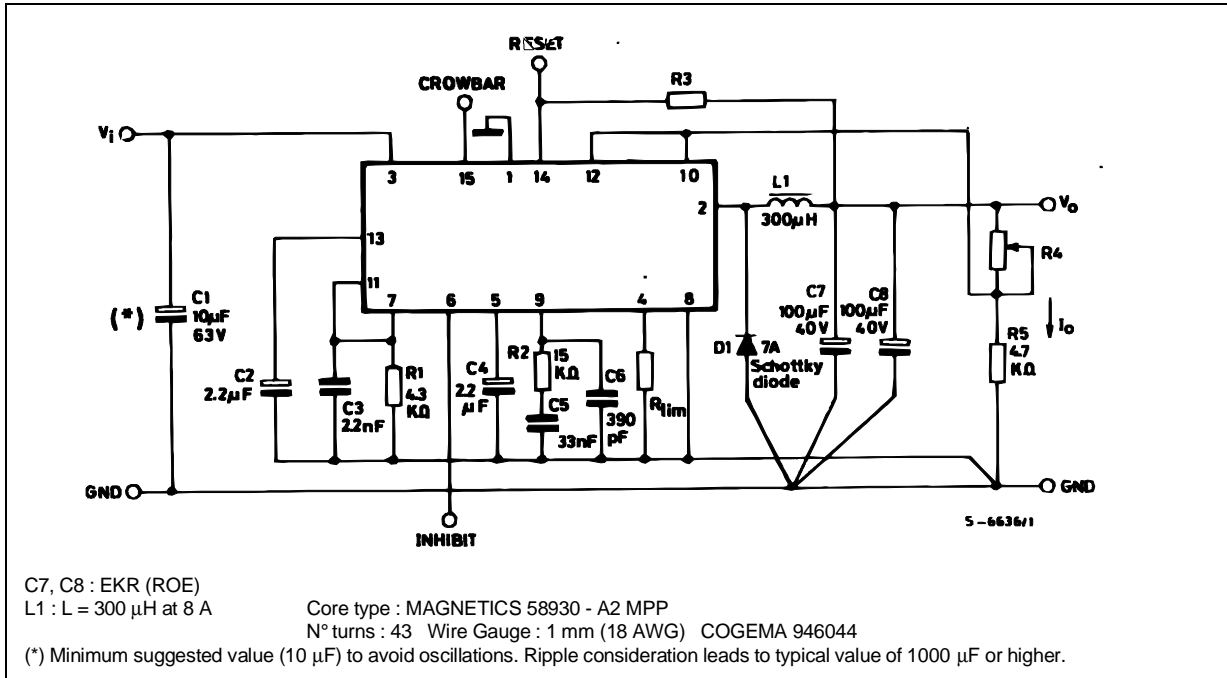 RESET
R3
CROWBAR
Vi
3
15
1
14
12
10
L1
2
300µH
Vo
13
R4
11
C1
10µF
63V
(*)
7
6
5
9
4
8
C7
100µF
40V
C8
100µF
40V
Io
R5
4.7
KΩ
R2
15
KΩ
D1
7A
Schottky
diode
C2
2.2µF
R1
4.3
KΩ
C4
2.2
µF
C6
390
pF
Rlim
C3
2.2nF
C5
33nF
GND
GND
S-6636/1
INHIBIT
C7, C8 : EKR (ROE)
L1 : L = 300 µH at 8 A
Core type : MAGNETICS 58930 - A2 MPP
N° turns : 43 Wire Gauge : 1 mm (18 AWG) COGEMA 946044
(*) Minimum suggested value (10 µF) to avoid oscillations. Ripple consideration leads to typical value of 1000 µF or higher.